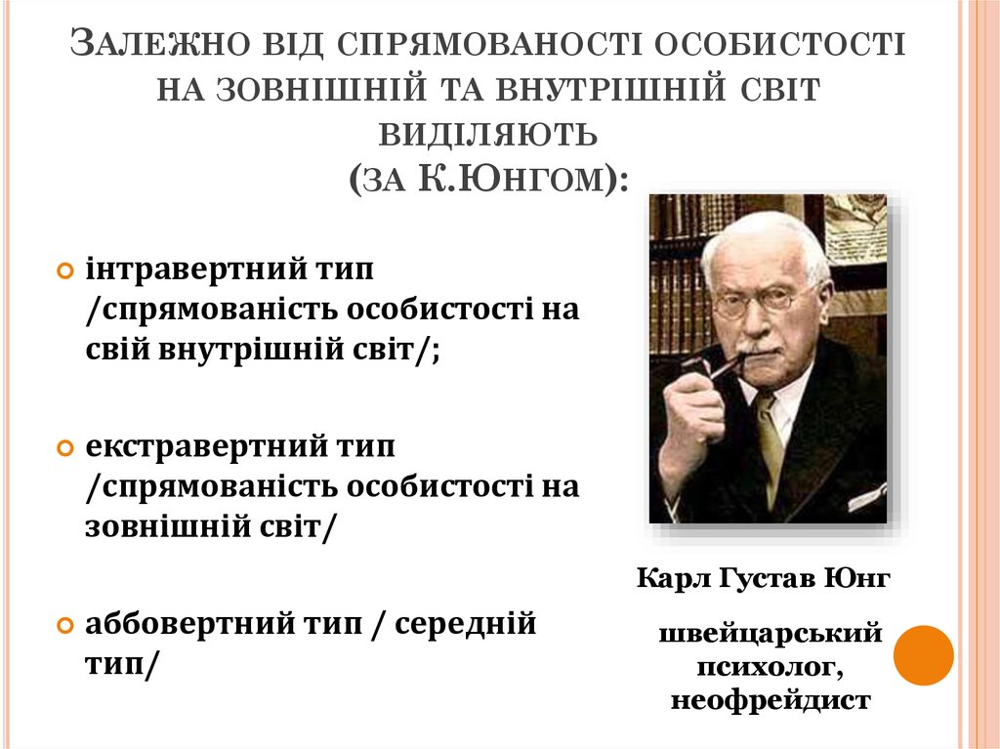 Залежно від спрямованості особистості
на зовнішній та внутрішній світ
виділяють
(за К.Юнгом):
інтравертний тип
/спрямованість особистості на
свій внутрішній світ/;
екстравертний тип
/спрямованість особистості на
зовнішній світ/
аббовертний тип / середній
тип/
Карл Густав Юнг
швейцарський
психолог,
неофрейдист